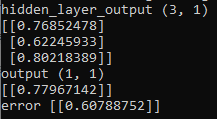 hidden_layer_output (3, 1)
[[0.76852478]
 [0.62245933]
 [0.80218389]]
output (1, 1)
[[0.77967142]]
error [[0.60788752]]